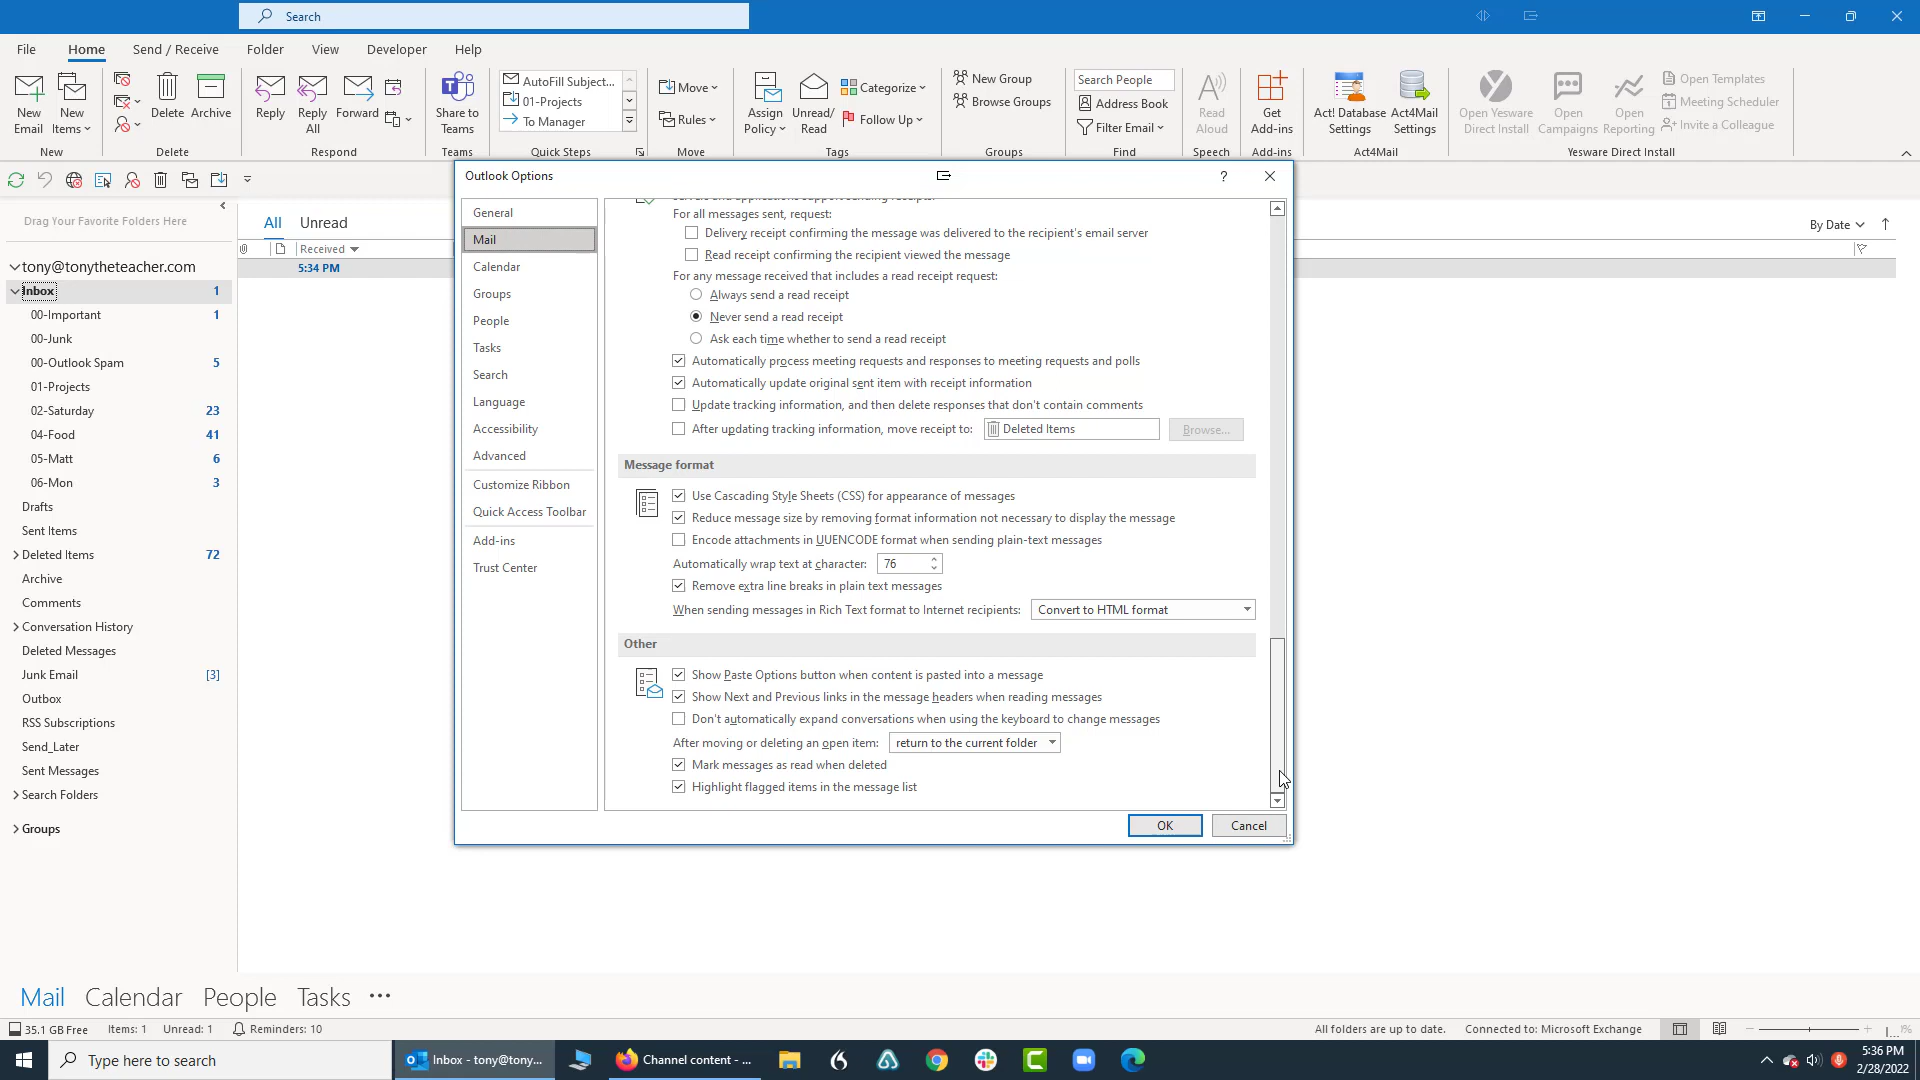 Search
File Home Send / Receive Folder View Developer Help
New Email
New Items
New
Delete
Archive
Delete
Reply
Reply All
Forward
Respond
Share to Teams
Teams
AutoFill Subject...
01-Projects
To Manager
Quick Steps
Move
Rules
Move
Assign Policy
Unread/ Read
Categorize
Follow Up
Tags
New Group
Browse Groups
Groups
Search People
Address Book
Filter Email
Find
Read Aloud
Speech
Get Add-ins
Add-ins
Act! Database Settings
Act4Mail Settings
Act4Mail
Open Yesware Direct Install
Open Campaigns
Open Reporting
Open Templates
Meeting Scheduler
Invite a Colleague
Yesware Direct Install
Drag Your Favorite Folders Here
tony@tonytheteacher.com
Inbox 1
00-Important 1
00-Junk
00-Outlook Spam 5
01-Projects
02-Saturday 23
04-Food 41
05-Matt 6
06-Mon 3
Drafts
Sent Items
Deleted Items 72
Archive
Comments
Conversation History
Deleted Messages
Junk Email [3]
Outbox
RSS Subscriptions
Send_Later
Sent Messages
Search Folders
Groups
All Unread
By Date
Received
5:34 PM
Outlook Options
?
General
Mail
Calendar
Groups
People
Tasks
Search
Language
Accessibility
Advanced
Customize Ribbon
Quick Access Toolbar
Add-ins
Trust Center
For all messages sent, request:
Delivery receipt confirming the message was delivered to the recipient's email server
Read receipt confirming the recipient viewed the message
For any message received that includes a read receipt request:
Always send a read receipt
Never send a read receipt
Ask each time whether to send a read receipt
Automatically process meeting requests and responses to meeting requests and polls
Automatically update original sent item with receipt information
Update tracking information, and then delete responses that don't contain comments
After updating tracking information, move receipt to: Deleted Items Browse...
Message format
Use Cascading Style Sheets (CSS) for appearance of messages
Reduce message size by removing format information not necessary to display the message
Encode attachments in UUENCODE format when sending plain-text messages
Automatically wrap text at character: 76
Remove extra line breaks in plain text messages
When sending messages in Rich Text format to Internet recipients: Convert to HTML format
Other
Show Paste Options button when content is pasted into a message
Show Next and Previous links in the message headers when reading messages
Don't automatically expand conversations when using the keyboard to change messages
After moving or deleting an open item: return to the current folder
Mark messages as read when deleted
Highlight flagged items in the message list
OK Cancel
Mail Calendar People Tasks ...
35.1 GB Free Items: 1 Unread: 1 Reminders: 10
All folders are up to date. Connected to: Microsoft Exchange
Type here to search
Inbox - tony@tony...
Channel content - ...
5:36 PM
2/28/2022